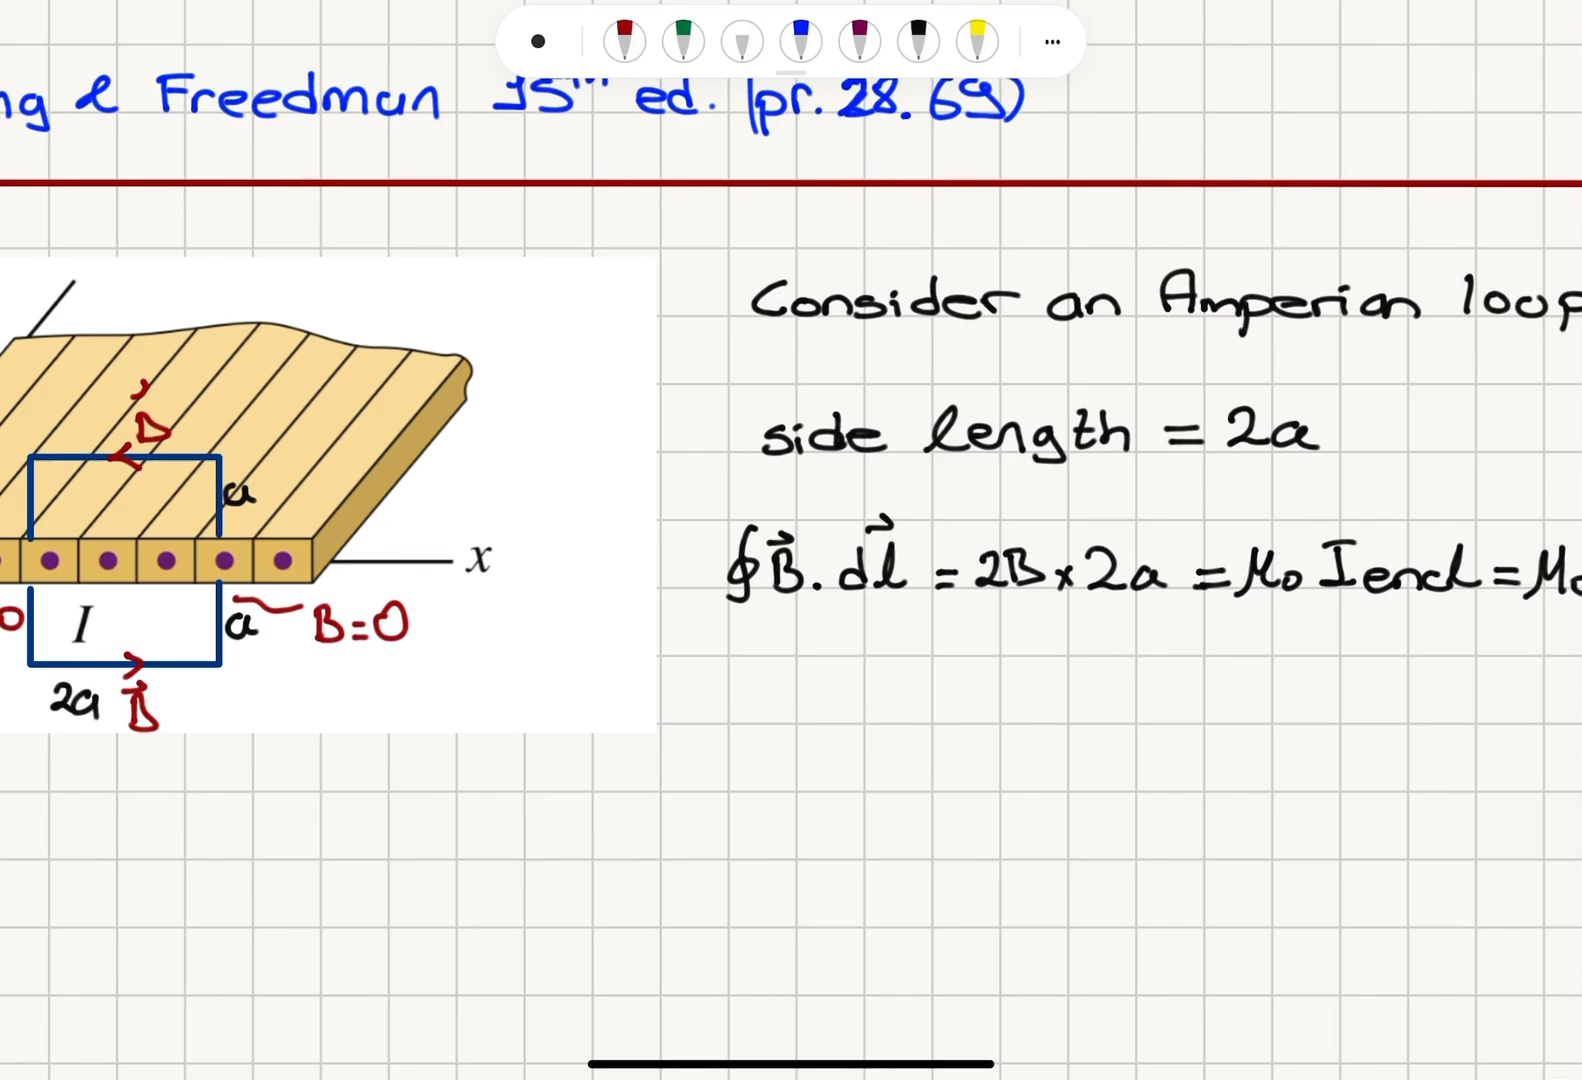 ng & Freedman 15th ed. (pr. 28.69)
Consider an Amperian loop
side length = 2a
a
∮B⃗.dl⃗ = 2B×2a = μ₀ Iencl = μ₀
x
I
a
B=0
0
2a
B⃗